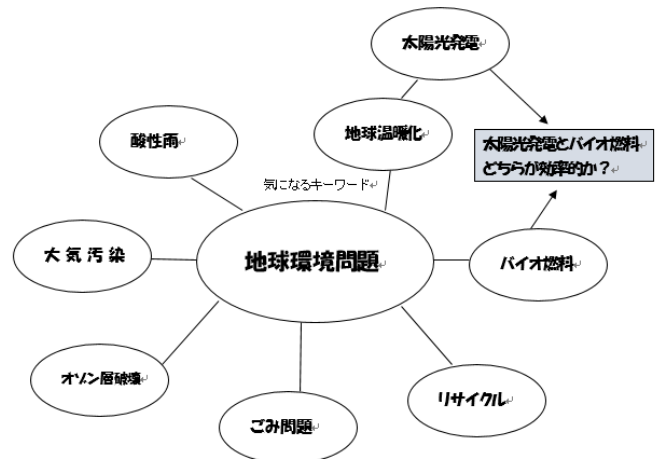 太陽光発電
酸性雨
地球温暖化
太陽光発電とバイオ燃料
どちらが効率的か？
気になるキーワード
大気汚染
地球環境問題
バイオ燃料
オゾン層破壊
リサイクル
ごみ問題